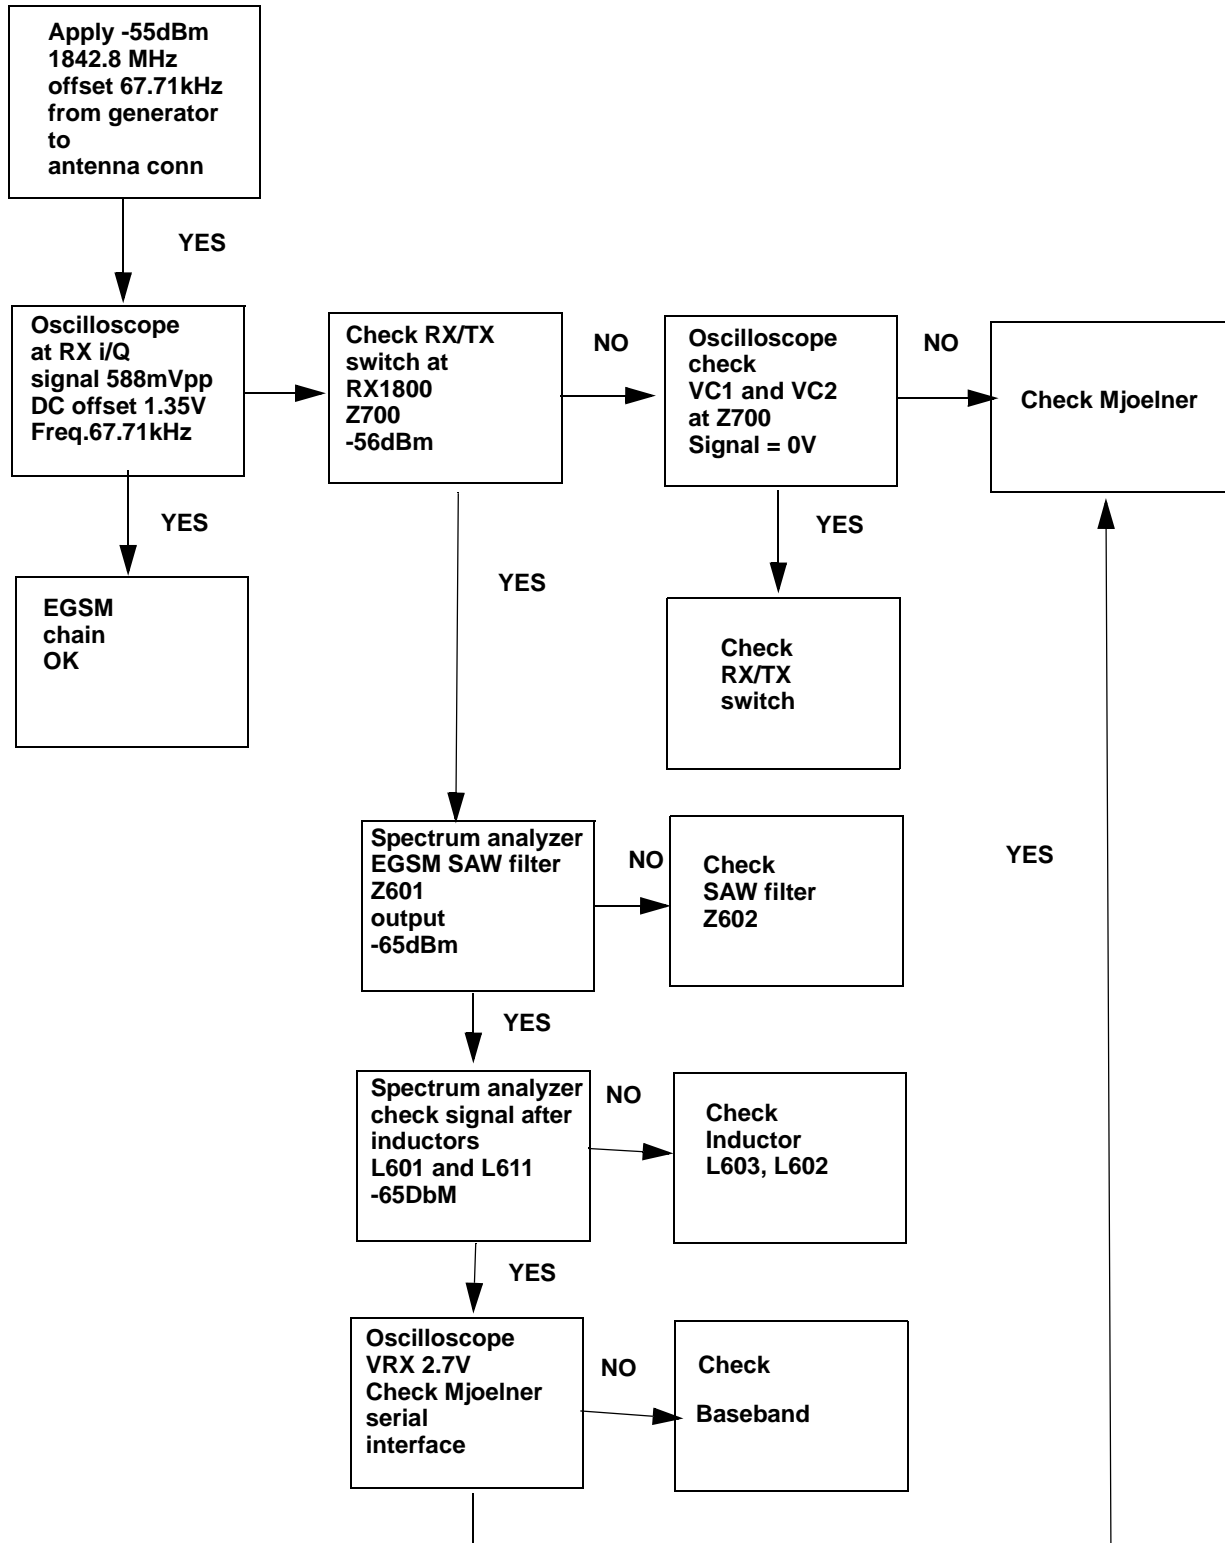 Apply -55dBm
1842.8 MHz
offset 67.71kHz
from generator
to
antenna conn
YES
Oscilloscope
at RX i/Q
signal 588mVpp
DC offset 1.35V
Freq.67.71kHz
Check RX/TX
switch at
RX1800
Z700
-56dBm
NO
Oscilloscope
check
VC1 and VC2
at Z700
Signal = 0V
NO
Check Mjoelner
YES
YES
YES
EGSM
chain
OK
Check
RX/TX
switch
Spectrum analyzer
EGSM SAW filter
Z601
output
-65dBm
NO
Check
SAW filter
Z602
YES
YES
Spectrum analyzer
check signal after
inductors
L601 and L611
-65DbM
NO
Check
Inductor
L603, L602
YES
Oscilloscope
VRX 2.7V
Check Mjoelner
serial
interface
NO
Check
Baseband